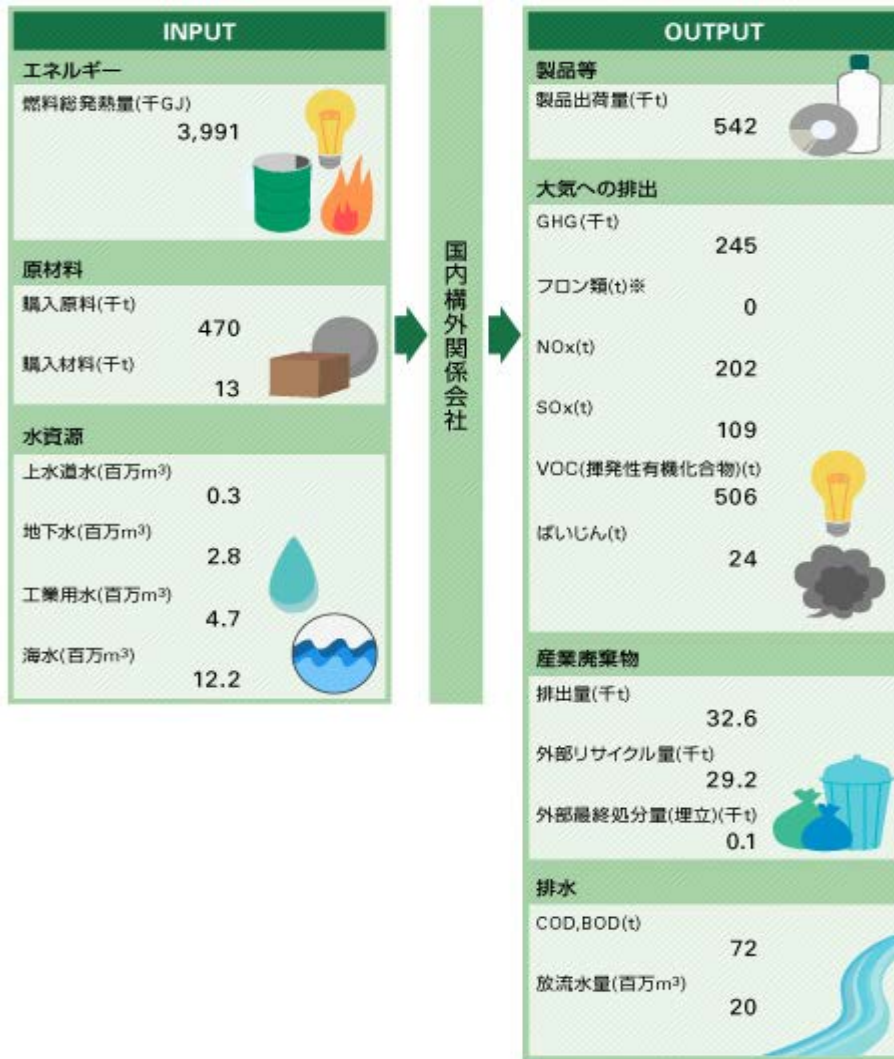 INPUT
エネルギー
燃料総発熱量(千GJ)
3,991
原材料
購入原料(千t)
470
購入材料(千t)
13
水資源
上水道水(百万m³)
0.3
地下水(百万m³)
2.8
工業用水(百万m³)
4.7
海水(百万m³)
12.2
国内構外関係会社
OUTPUT
製品等
製品出荷量(千t)
542
大気への排出
GHG(千t)
245
フロン類(t)※
0
NOx(t)
202
SOx(t)
109
VOC(揮発性有機化合物)(t)
506
ばいじん(t)
24
産業廃棄物
排出量(千t)
32.6
外部リサイクル量(千t)
29.2
外部最終処分量(埋立)(千t)
0.1
排水
COD,BOD(t)
72
放流水量(百万m³)
20